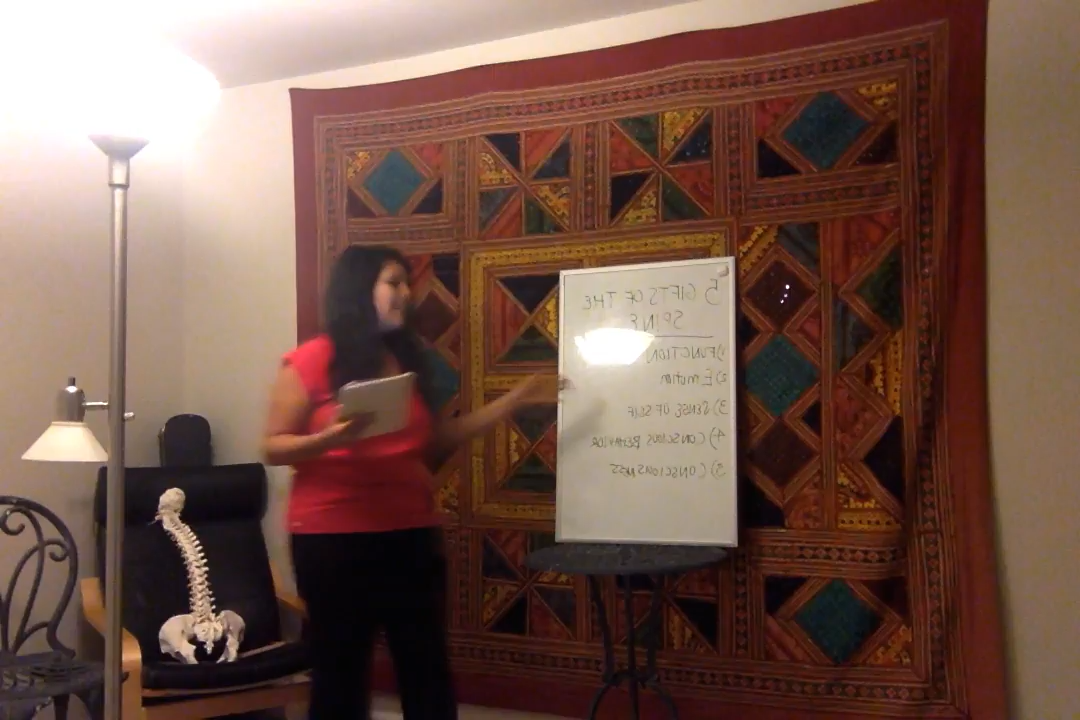 5 GIFTS OF THE
SPINE
1) FUNCTION
2) Emotion
3) SENSE OF SELF
4) CONSCIOUS BEHAVIOR
5) CONSCIOUSNESS